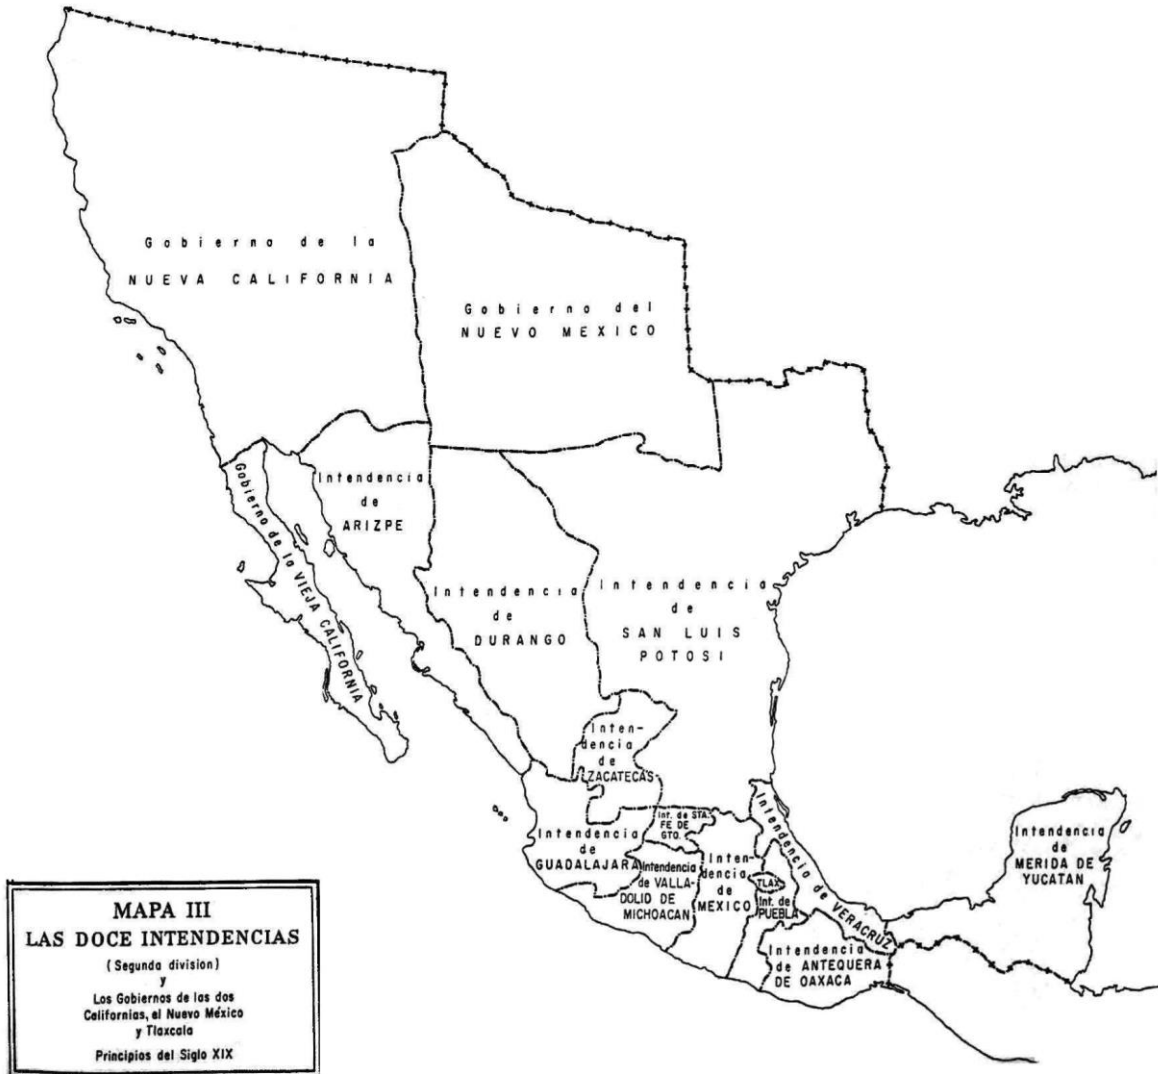 Gobierno de la
NUEVA CALIFORNIA
Gobierno del
NUEVO MEXICO
Intendencia
de
ARIZPE
Gobierno de la VIEJA CALIFORNIA
Intendencia
de
DURANGO
Intendencia
de
SAN LUIS
POTOSI
Inten-
dencia
de
ZACATECAS
Int. de STA.
FE DE
GTO.
Intendencia
de
GUADALAJARA
Intendencia
de VALLA-
DOLID DE
MICHOACAN
Inten-
dencia
de
MEXICO
TLAX.
Int. de
PUEBLA
Intendencia de VERACRUZ
Intendencia
de ANTEQUERA
DE OAXACA
Intendencia
de
MERIDA DE
YUCATAN
MAPA III
LAS DOCE INTENDENCIAS
(Segunda division)
y
Los Gobiernos de las dos
Californias, el Nuevo México
y Tlaxcala
Principios del Siglo XIX